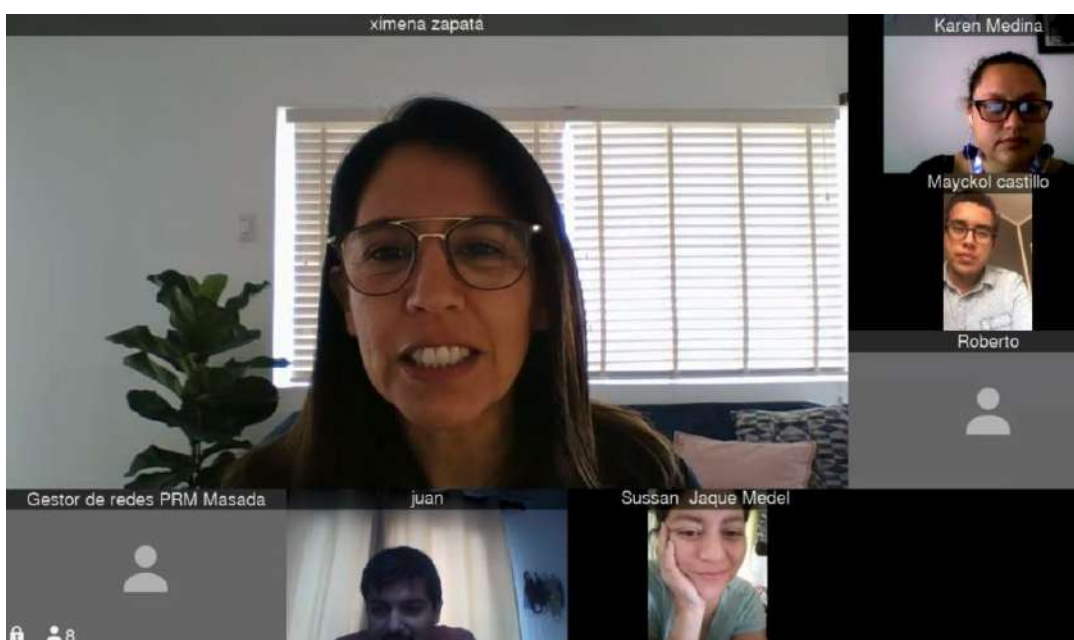 ximena zapata
Karen Medina
Mayckol castillo
Roberto
Gestor de redes PRM Masada
juan
Sussan Jaque Medel
8